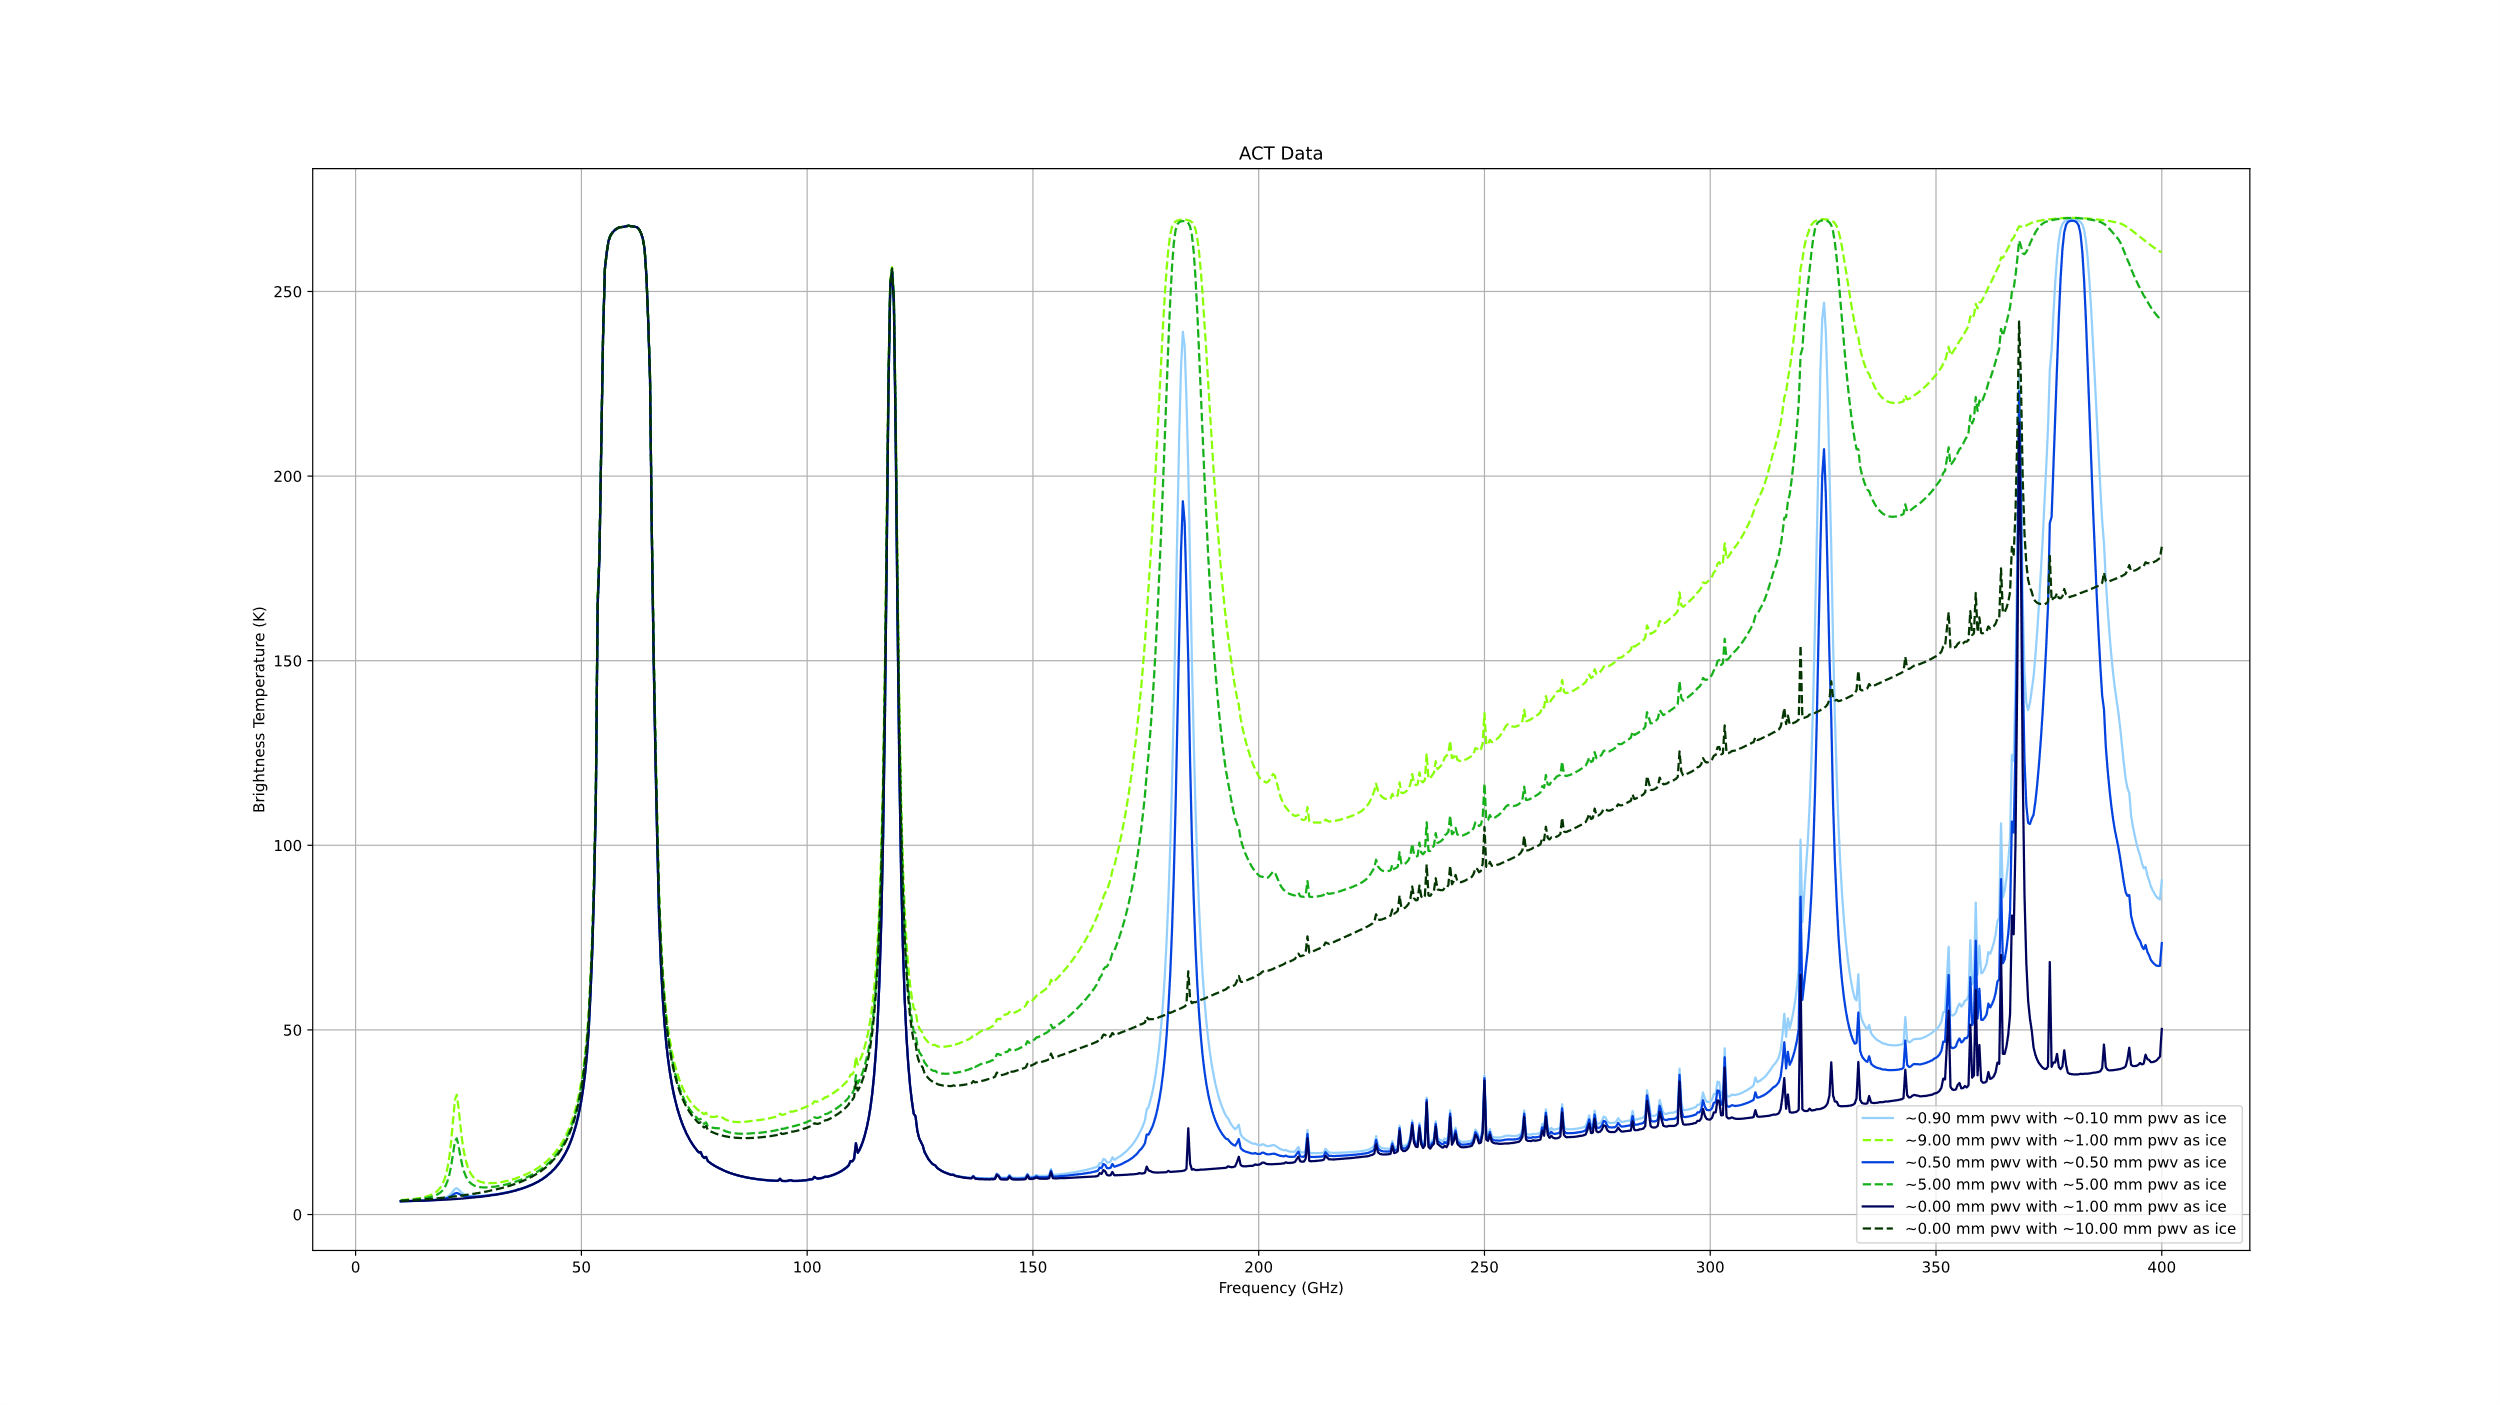 ACT Data
Brightness Temperature (K)
250
200
150
100
50
0
0 50 100 150 200 250 300 350 400
Frequency (GHz)
~0.90 mm pwv with ~0.10 mm pwv as ice
~9.00 mm pwv with ~1.00 mm pwv as ice
~0.50 mm pwv with ~0.50 mm pwv as ice
~5.00 mm pwv with ~5.00 mm pwv as ice
~0.00 mm pwv with ~1.00 mm pwv as ice
~0.00 mm pwv with ~10.00 mm pwv as ice